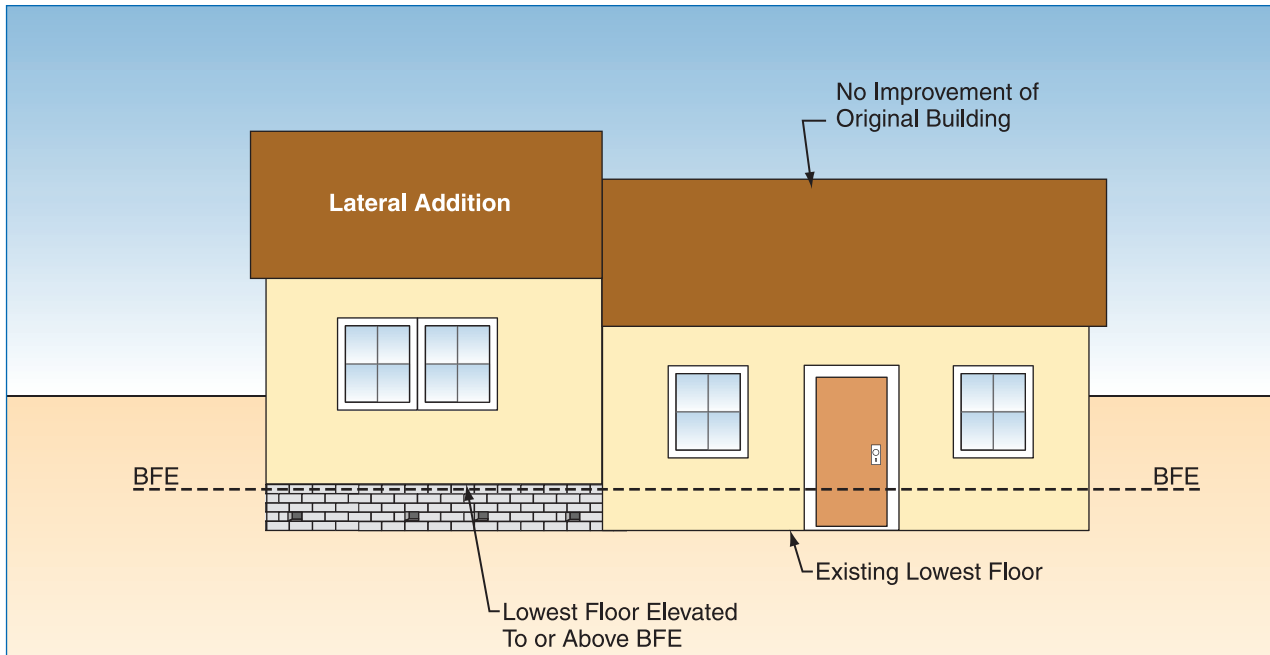 No Improvement of
Original Building
Lateral Addition
BFE
BFE
Existing Lowest Floor
Lowest Floor Elevated
To or Above BFE